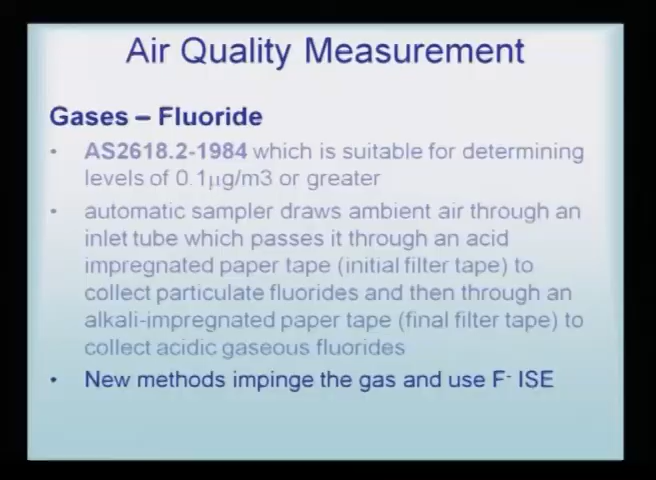 Air Quality Measurement
Gases – Fluoride
• AS2618.2-1984 which is suitable for determining
levels of 0.1µg/m3 or greater
• automatic sampler draws ambient air through an
inlet tube which passes it through an acid
impregnated paper tape (initial filter tape) to
collect particulate fluorides and then through an
alkali-impregnated paper tape (final filter tape) to
collect acidic gaseous fluorides
• New methods impinge the gas and use F- ISE